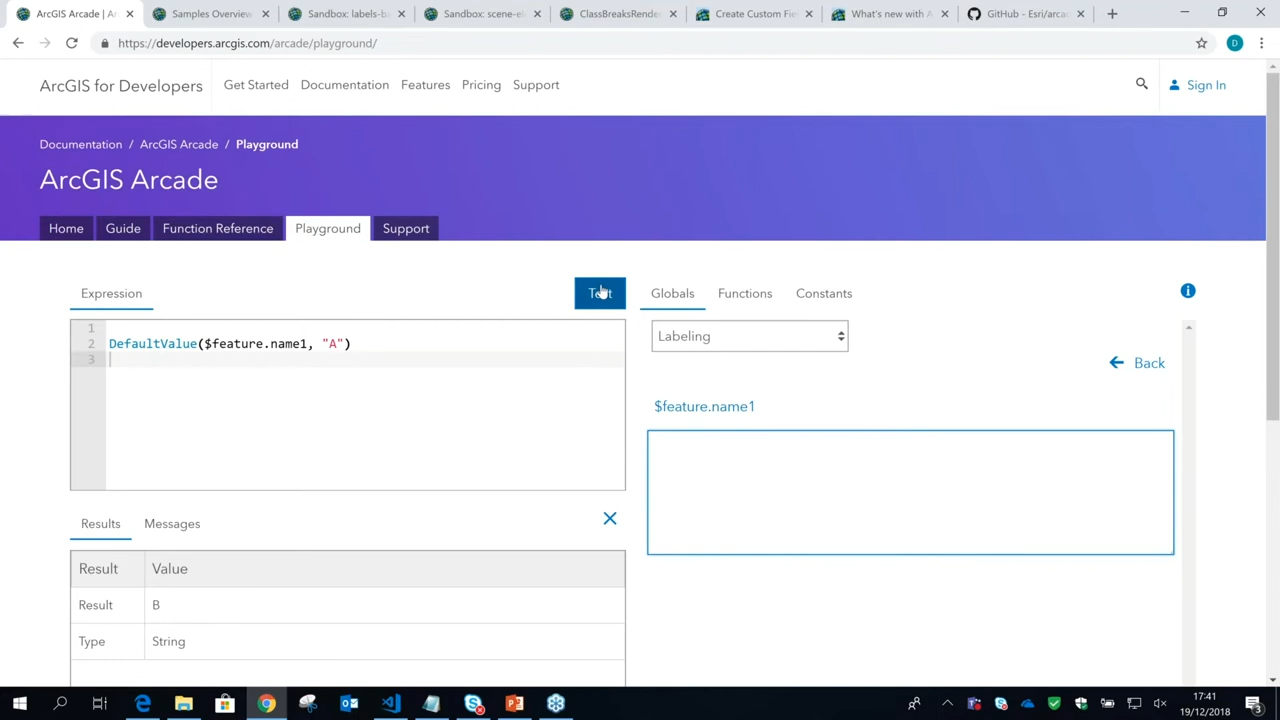 ArcGIS Arcade | A
Samples Overview
Sandbox: labels-ba
Sandbox: scene-el
ClassBreaksRende
Create Custom Fie
What's new with A
GitHub - Esri/arca
https://developers.arcgis.com/arcade/playground/
D
ArcGIS for Developers
Get Started
Documentation
Features
Pricing
Support
Sign In
Documentation / ArcGIS Arcade / Playground
ArcGIS Arcade
Home
Guide
Function Reference
Playground
Support
Expression
Globals
Functions
Constants
1
2 DefaultValue($feature.name1, "A")
3
Labeling
Back
$feature.name1
Results
Messages
Result Value
Result B
Type String
17:41
19/12/2018
3